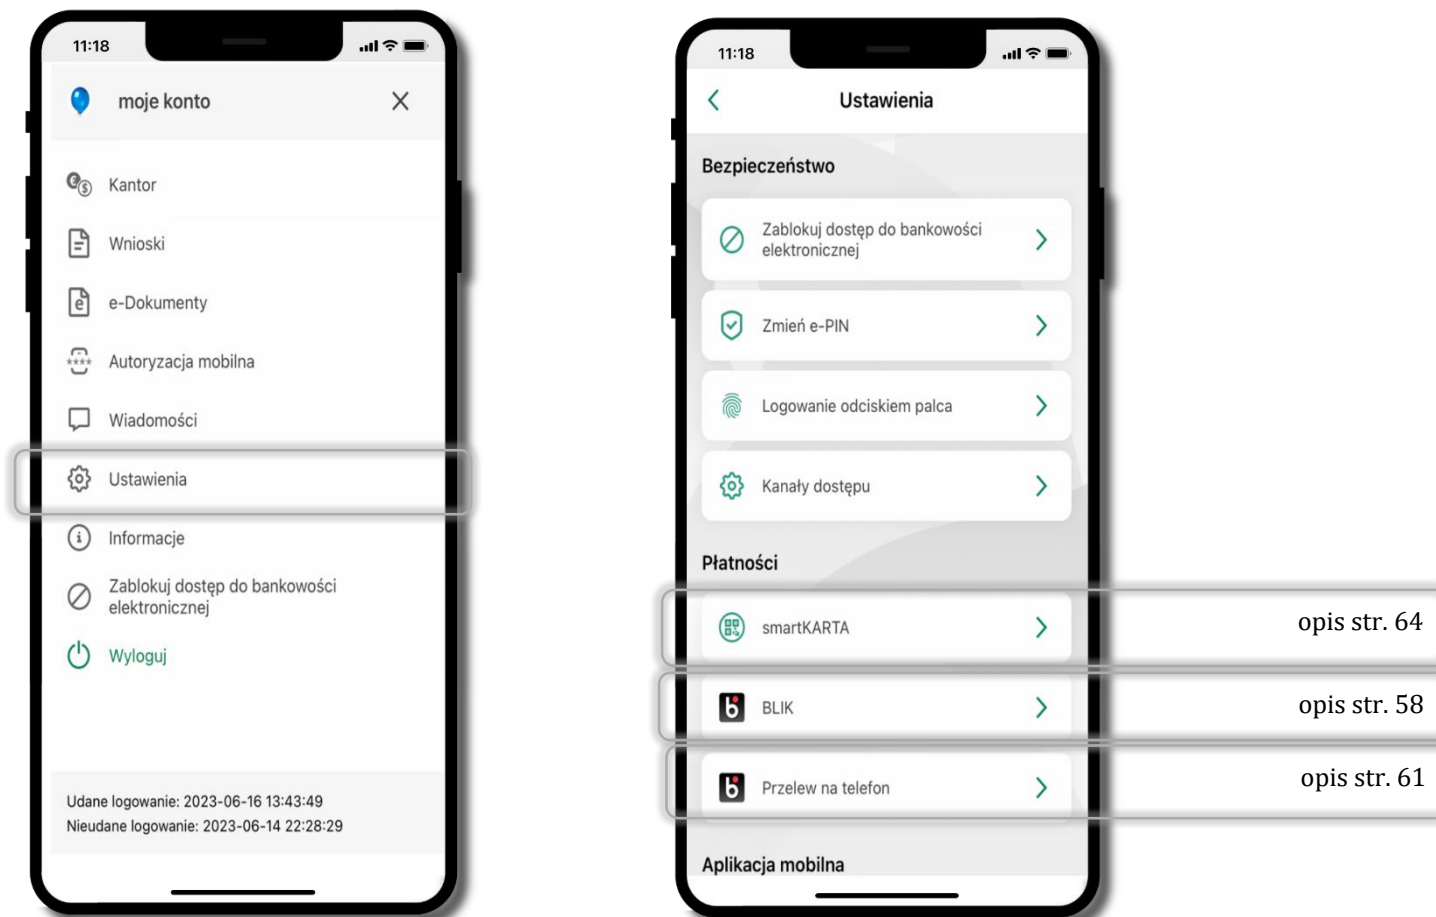 11:18
moje konto
Kantor
Wnioski
e-Dokumenty
Autoryzacja mobilna
Wiadomości
Ustawienia
Informacje
Zablokuj dostęp do bankowości
elektronicznej
Wyloguj
Udane logowanie: 2023-06-16 13:43:49
Nieudane logowanie: 2023-06-14 22:28:29
11:18
Ustawienia
Bezpieczeństwo
Zablokuj dostęp do bankowości
elektronicznej
Zmień e-PIN
Logowanie odciskiem palca
Kanały dostępu
Płatności
smartKARTA
opis str. 64
BLIK
opis str. 58
Przelew na telefon
opis str. 61
Aplikacja mobilna